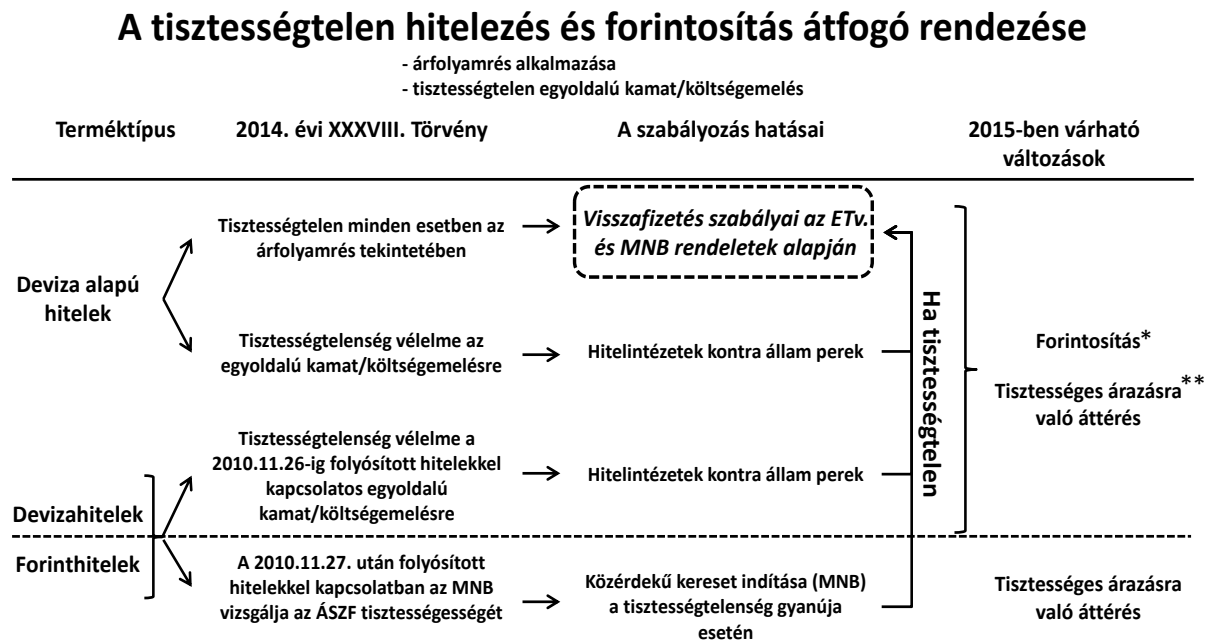 A tisztességtelen hitelezés és forintosítás átfogó rendezése
- árfolyamrés alkalmazása
- tisztességtelen egyoldalú kamat/költségemelés
Terméktípus
2014. évi XXXVIII. Törvény
A szabályozás hatásai
2015-ben várható
változások
Deviza alapú
hitelek
Tisztességtelen minden esetben az
árfolyamrés tekintetében
Visszafizetés szabályai az ETv.
és MNB rendeletek alapján
Tisztességtelenség vélelme az
egyoldalú kamat/költségemelésre
Hitelintézetek kontra állam perek
Ha tisztességtelen
Forintosítás*
Tisztességes árazásra**
való áttérés
Devizahitelek
Forinthitelek
Tisztességtelenség vélelme a
2010.11.26-ig folyósított hitelekkel
kapcsolatos egyoldalú
kamat/költségemelésre
Hitelintézetek kontra állam perek
A 2010.11.27. után folyósított
hitelekkel kapcsolatban az MNB
vizsgálja az ÁSZF tisztességességét
Közérdekű kereset indítása (MNB)
a tisztességtelenség gyanúja
esetén
Tisztességes árazásra
való áttérés